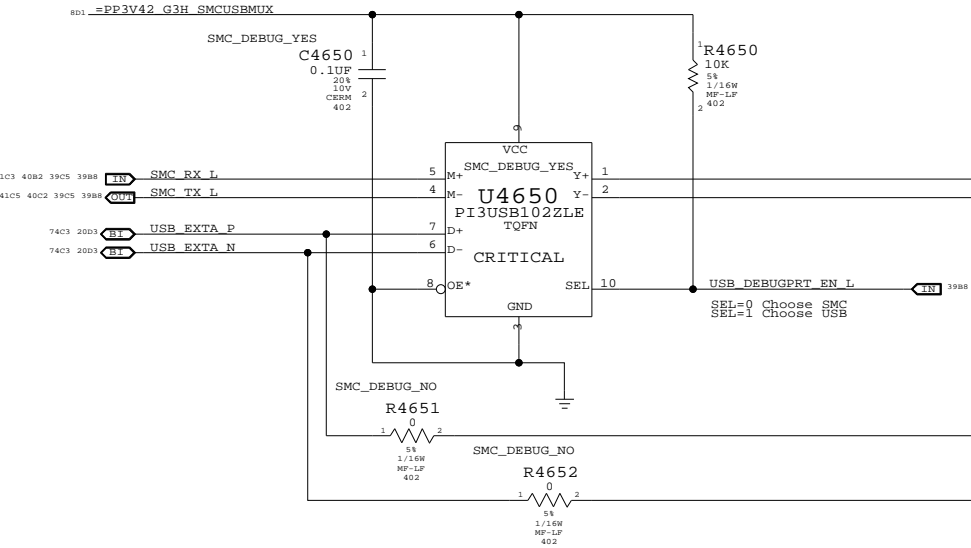 8D1 =PP3V42_G3H_SMCUSBMUX
SMC_DEBUG_YES
C4650 1
0.1UF
20%
10V
CERM 2
402
1 R4650
10K
5%
1/16W
MF-LF
2 402
9
VCC
SMC_DEBUG_YES
1C3 40B2 39C5 39B8 IN SMC_RX_L 5 M+ Y+ 1
41C5 40C2 39C5 39B8 OUT SMC_TX_L 4 M- Y- 2
U4650
PI3USB102ZLE
TQFN
74C3 20D3 BI USB_EXTA_P 7 D+
74C3 20D3 BI USB_EXTA_N 6 D-
CRITICAL
8 OE* SEL 10 USB_DEBUGPRT_EN_L IN 39B8
GND
SEL=0 Choose SMC
SEL=1 Choose USB
3
SMC_DEBUG_NO
R4651
0
1 2
5%
1/16W
MF-LF
402
SMC_DEBUG_NO
R4652
0
1 2
5%
1/16W
MF-LF
402